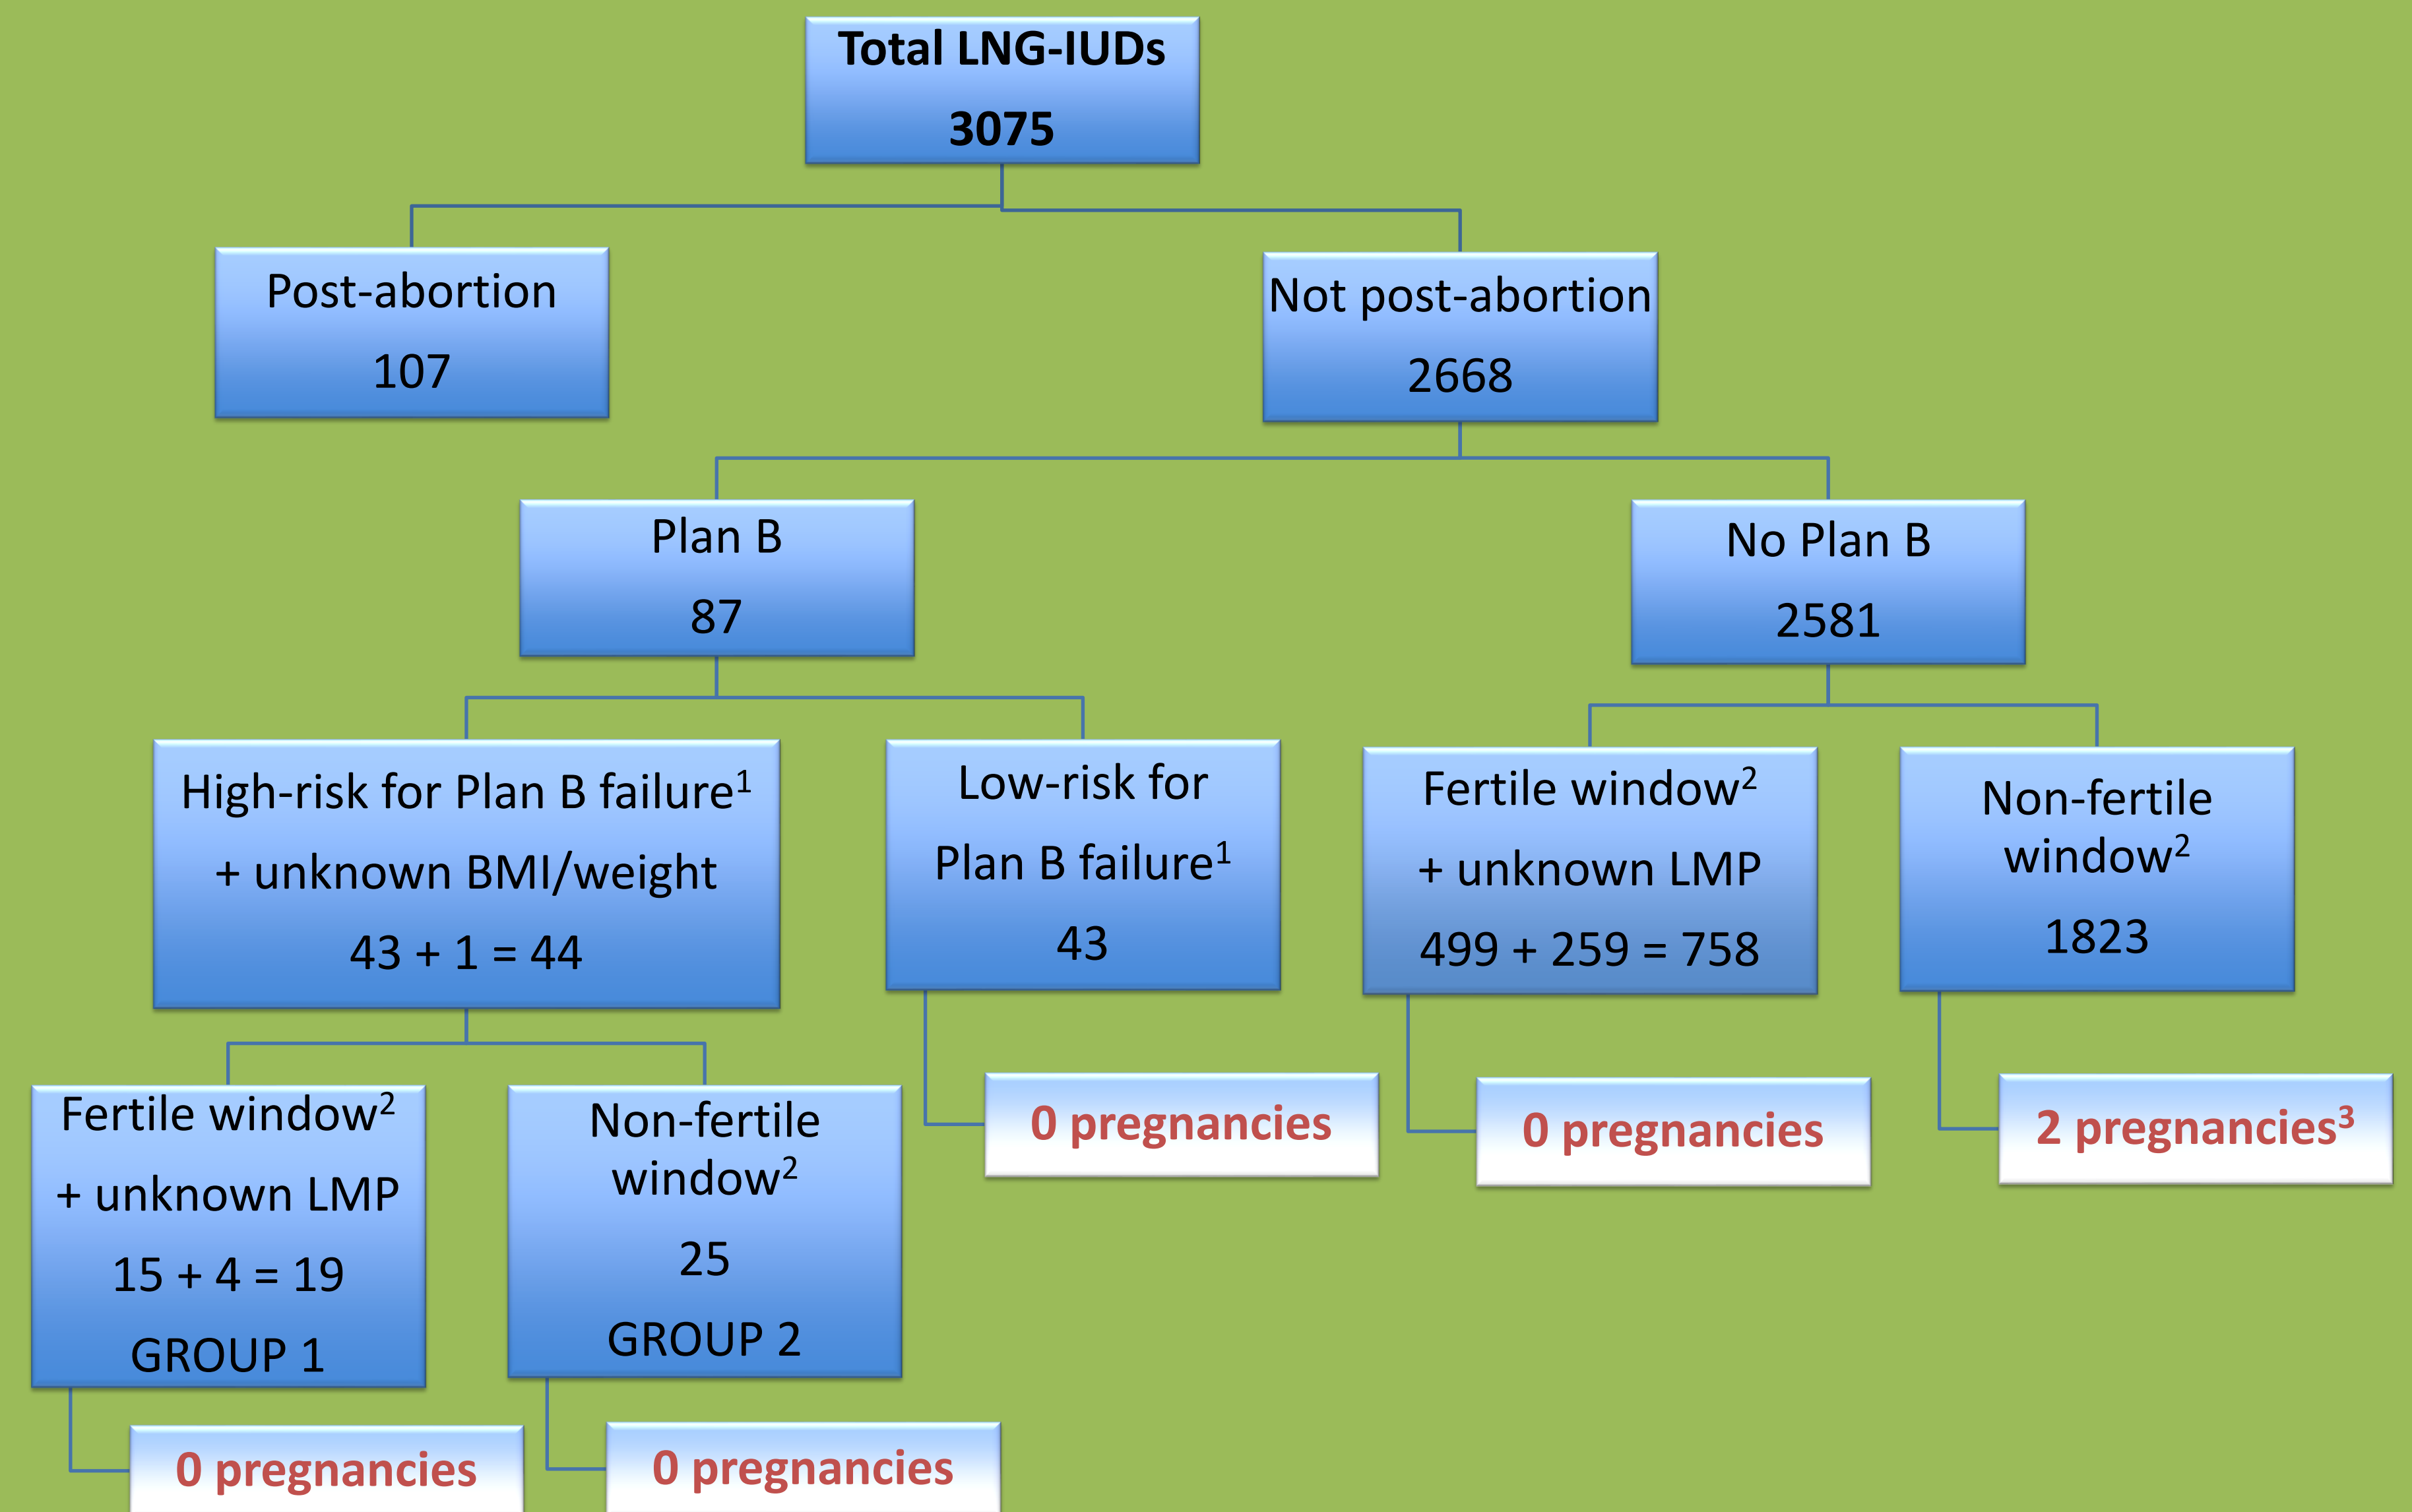 Total LNG-IUDs
3075
Post-abortion
107
Not post-abortion
2668
Plan B
87
No Plan B
2581
High-risk for Plan B failure¹
+ unknown BMI/weight
43 + 1 = 44
Low-risk for
Plan B failure¹
43
Fertile window²
+ unknown LMP
499 + 259 = 758
Non-fertile
window²
1823
0 pregnancies
0 pregnancies
2 pregnancies³
Fertile window²
+ unknown LMP
15 + 4 = 19
GROUP 1
Non-fertile
window²
25
GROUP 2
0 pregnancies
0 pregnancies